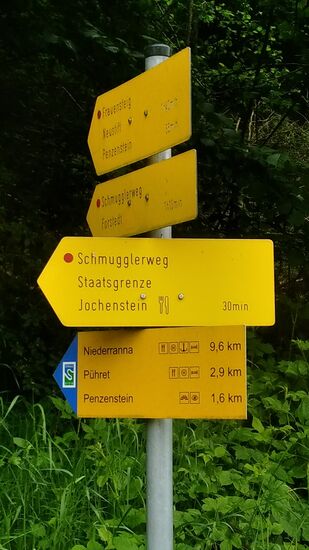 Frauensteig
Neustift
Penzenstein
Schmugglerweg
Forstedt
Schmugglerweg
Staatsgrenze
Jochenstein 30min
Niederranna 9,6 km
Pühret 2,9 km
Penzenstein 1,6 km